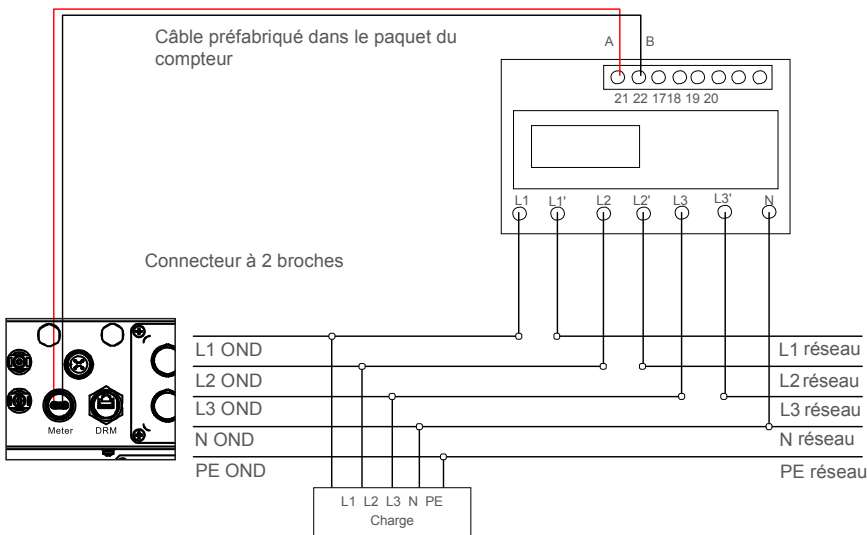 Câble préfabriqué dans le paquet du
compteur
A B
21 22 1718 19 20
L1 L1' L2 L2' L3 L3' N
Connecteur à 2 broches
Meter DRM
L1 OND L1 réseau
L2 OND L2 réseau
L3 OND L3 réseau
N OND N réseau
PE OND PE réseau
L1 L2 L3 N PE
Charge